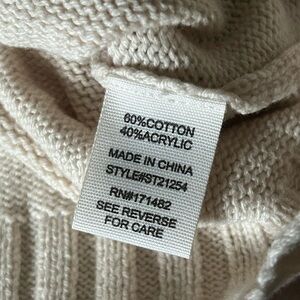 60%COTTON
40%ACRYLIC
MADE IN CHINA
STYLE#ST21254
RN#171482
SEE REVERSE
FOR CARE